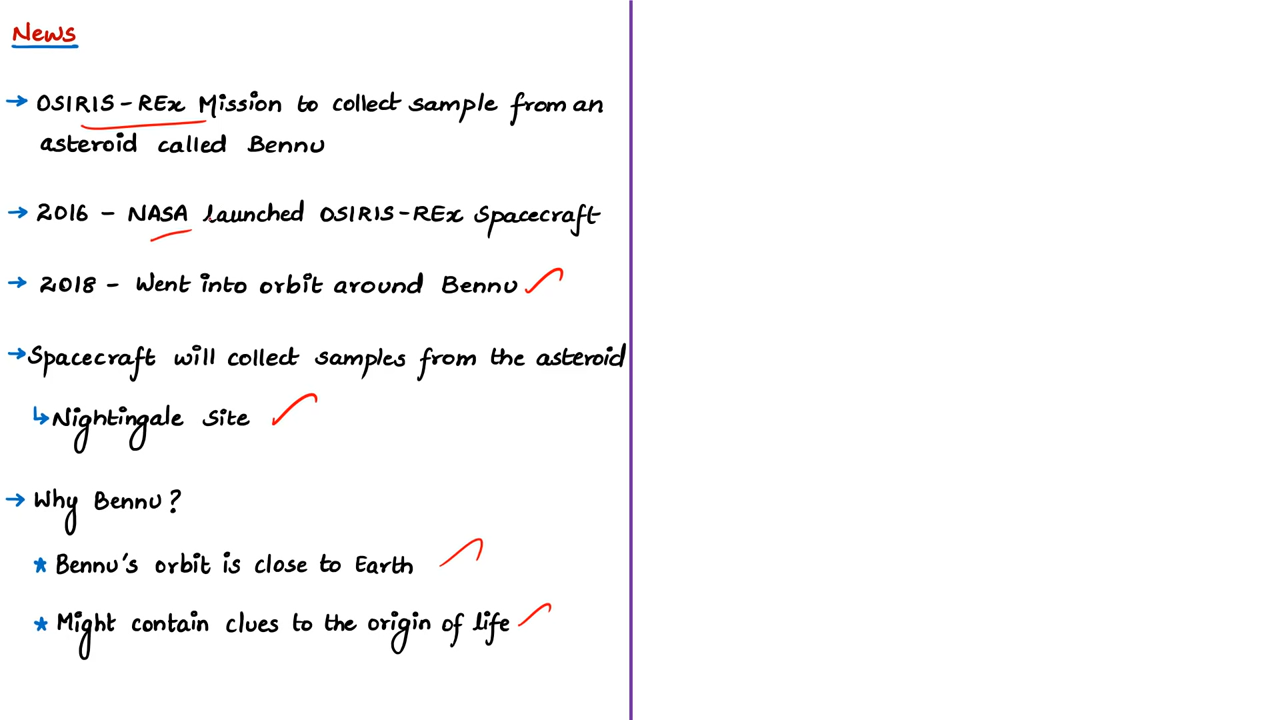 News
→ OSIRIS-REx Mission to collect sample from an
asteroid called Bennu
→ 2016 - NASA launched OSIRIS-REx Spacecraft
→ 2018 - Went into orbit around Bennu
→ Spacecraft will collect samples from the asteroid
↳ Nightingale Site
→ Why Bennu?
* Bennu's orbit is close to Earth
* Might contain clues to the origin of life